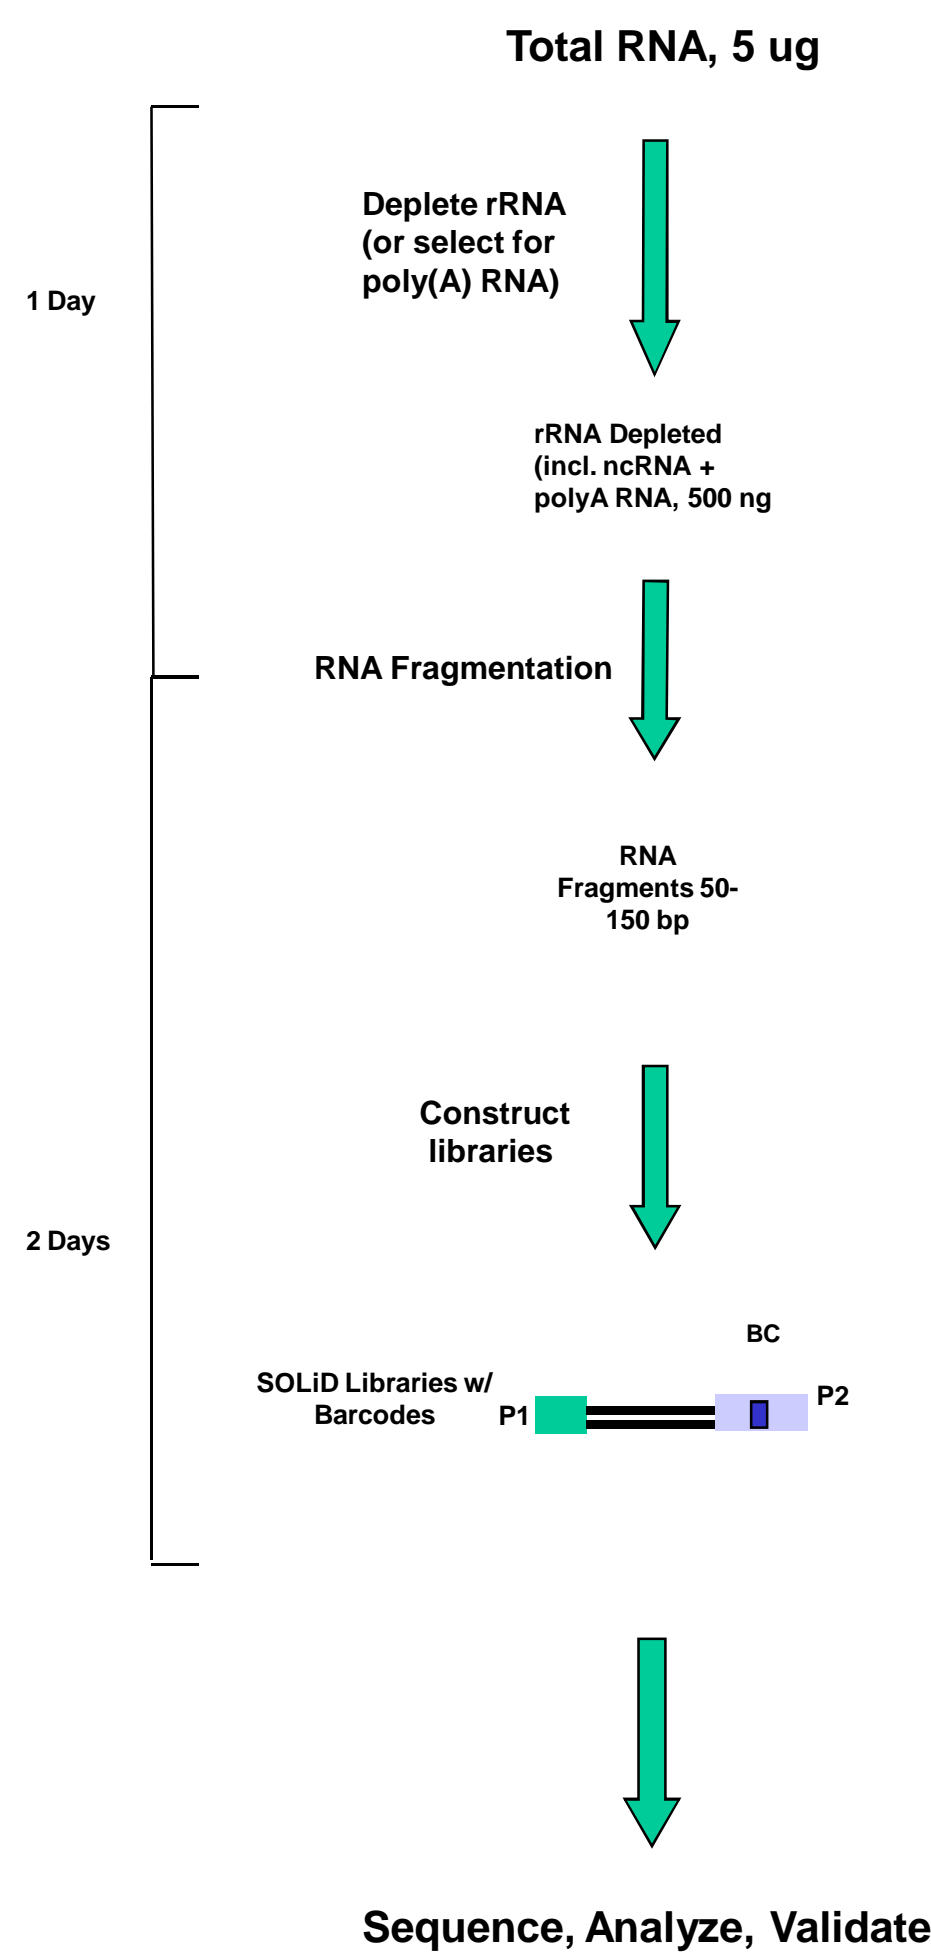 Total RNA, 5 ug
Deplete rRNA
(or select for
poly(A) RNA)
1 Day
rRNA Depleted
(incl. ncRNA +
polyA RNA, 500 ng
RNA Fragmentation
RNA
Fragments 50-
150 bp
Construct
libraries
2 Days
BC
SOLiD Libraries w/
Barcodes
P1
P2
Sequence, Analyze, Validate